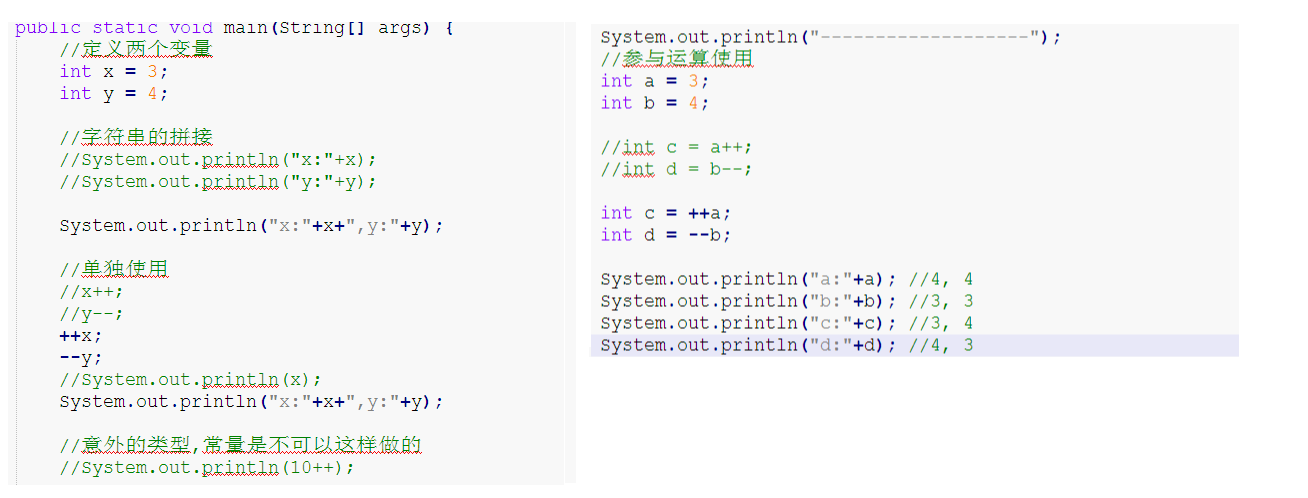 public static void main(String[] args) {
//定义两个变量
int x = 3;
int y = 4;
//字符串的拼接
//System.out.println("x:"+x);
//System.out.println("y:"+y);
System.out.println("x:"+x+",y:"+y);
//单独使用
//x++;
//y--;
++x;
--y;
//System.out.println(x);
System.out.println("x:"+x+",y:"+y);
//意外的类型,常量是不可以这样做的
//System.out.println(10++);
System.out.println("-------------------");
//参与运算使用
int a = 3;
int b = 4;
//int c = a++;
//int d = b--;
int c = ++a;
int d = --b;
System.out.println("a:"+a); //4, 4
System.out.println("b:"+b); //3, 3
System.out.println("c:"+c); //3, 4
System.out.println("d:"+d); //4, 3